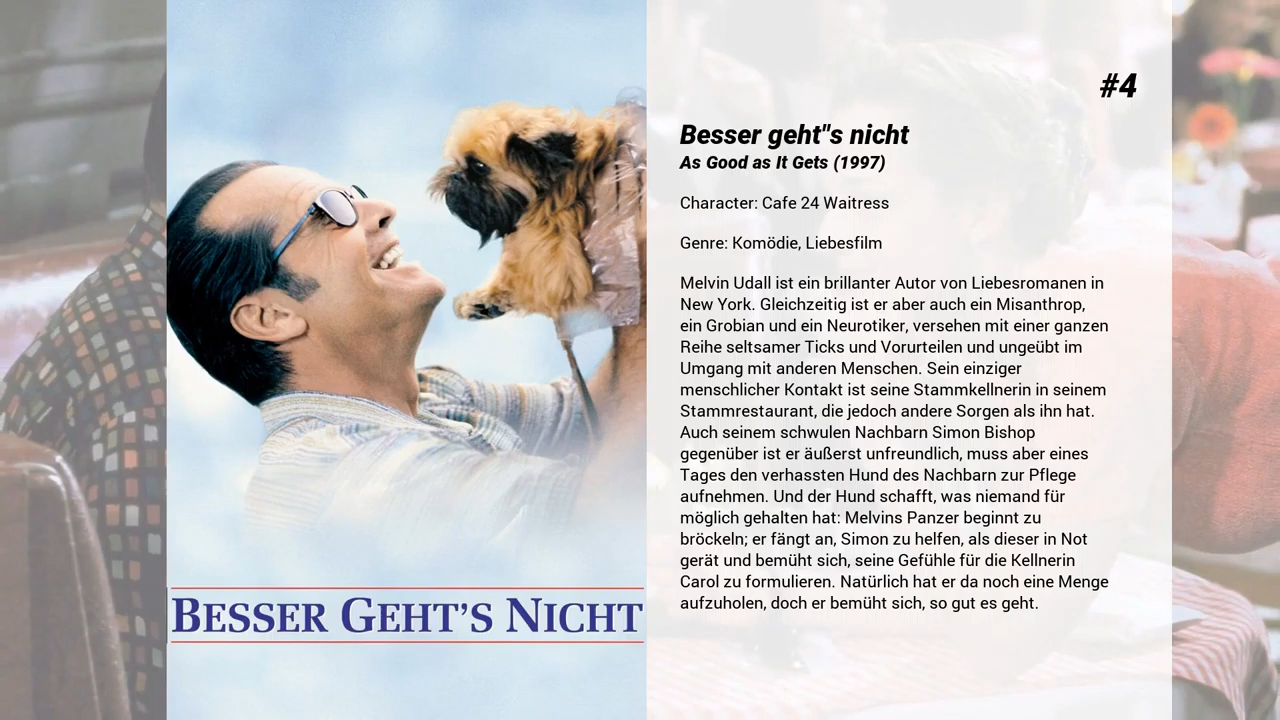 #4
Besser geht"s nicht
As Good as It Gets (1997)
Character: Cafe 24 Waitress
Genre: Komödie, Liebesfilm
Melvin Udall ist ein brillanter Autor von Liebesromanen in
New York. Gleichzeitig ist er aber auch ein Misanthrop,
ein Grobian und ein Neurotiker, versehen mit einer ganzen
Reihe seltsamer Ticks und Vorurteilen und ungeübt im
Umgang mit anderen Menschen. Sein einziger
menschlicher Kontakt ist seine Stammkellnerin in seinem
Stammrestaurant, die jedoch andere Sorgen als ihn hat.
Auch seinem schwulen Nachbarn Simon Bishop
gegenüber ist er äußerst unfreundlich, muss aber eines
Tages den verhassten Hund des Nachbarn zur Pflege
aufnehmen. Und der Hund schafft, was niemand für
möglich gehalten hat: Melvins Panzer beginnt zu
bröckeln; er fängt an, Simon zu helfen, als dieser in Not
gerät und bemüht sich, seine Gefühle für die Kellnerin
Carol zu formulieren. Natürlich hat er da noch eine Menge
aufzuholen, doch er bemüht sich, so gut es geht.
BESSER GEHT'S NICHT